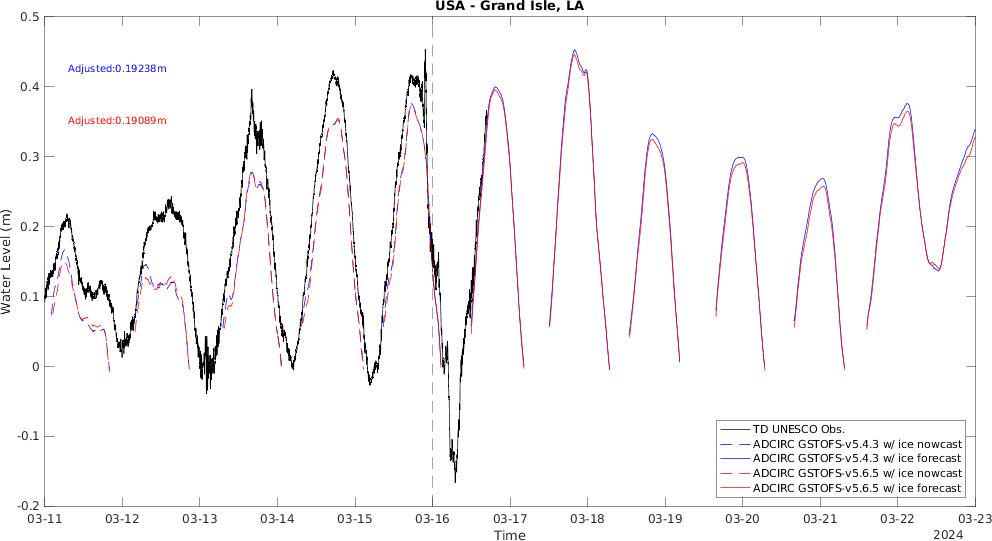 USA - Grand Isle, LA
0.5
Adjusted:0.19238m
0.4
Adjusted:0.19089m
0.3
0.2
0.1
0
-0.1
-0.2
Water Level (m)
TD UNESCO Obs.
ADCIRC GSTOFS-v5.4.3 w/ ice nowcast
ADCIRC GSTOFS-v5.4.3 w/ ice forecast
ADCIRC GSTOFS-v5.6.5 w/ ice nowcast
ADCIRC GSTOFS-v5.6.5 w/ ice forecast
03-11 03-12 03-13 03-14 03-15 03-16 03-17 03-18 03-19 03-20 03-21 03-22 03-23
Time
2024